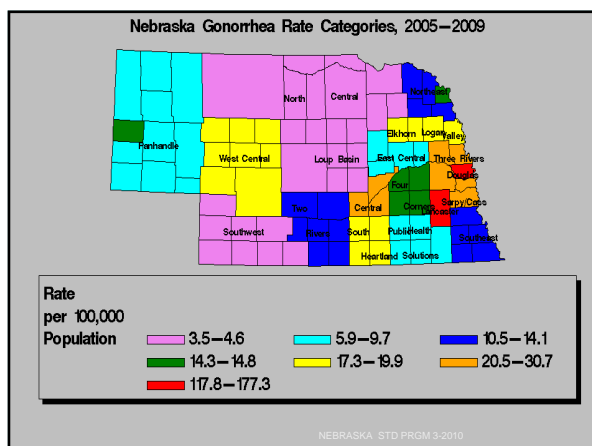 Nebraska Gonorrhea Rate Categories, 2005–2009
Northeast
North Central
Elkhorn Logan Valley
Panhandle
West Central
Loup Basin
East Central
Three Rivers
Douglas
Four Corners
Sarpy/Cass
Two Rivers
Central
Lancaster
Southwest
South Heartland
Public Health Solutions
Southeast
Rate
per 100,000
Population
3.5–4.6
5.9–9.7
10.5–14.1
14.3–14.8
17.3–19.9
20.5–30.7
117.8–177.3
NEBRASKA STD PRGM 3-2010